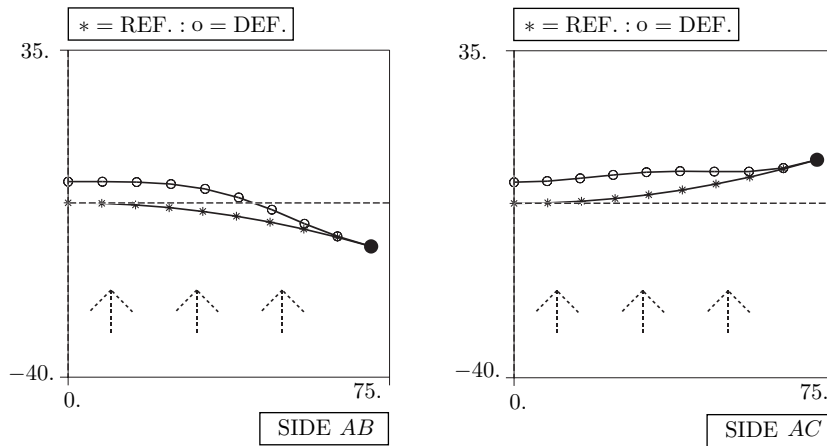 ∗ = REF. : o = DEF.
35.
−40.
0.
75.
SIDE AB
∗ = REF. : o = DEF.
35.
−40.
0.
75.
SIDE AC